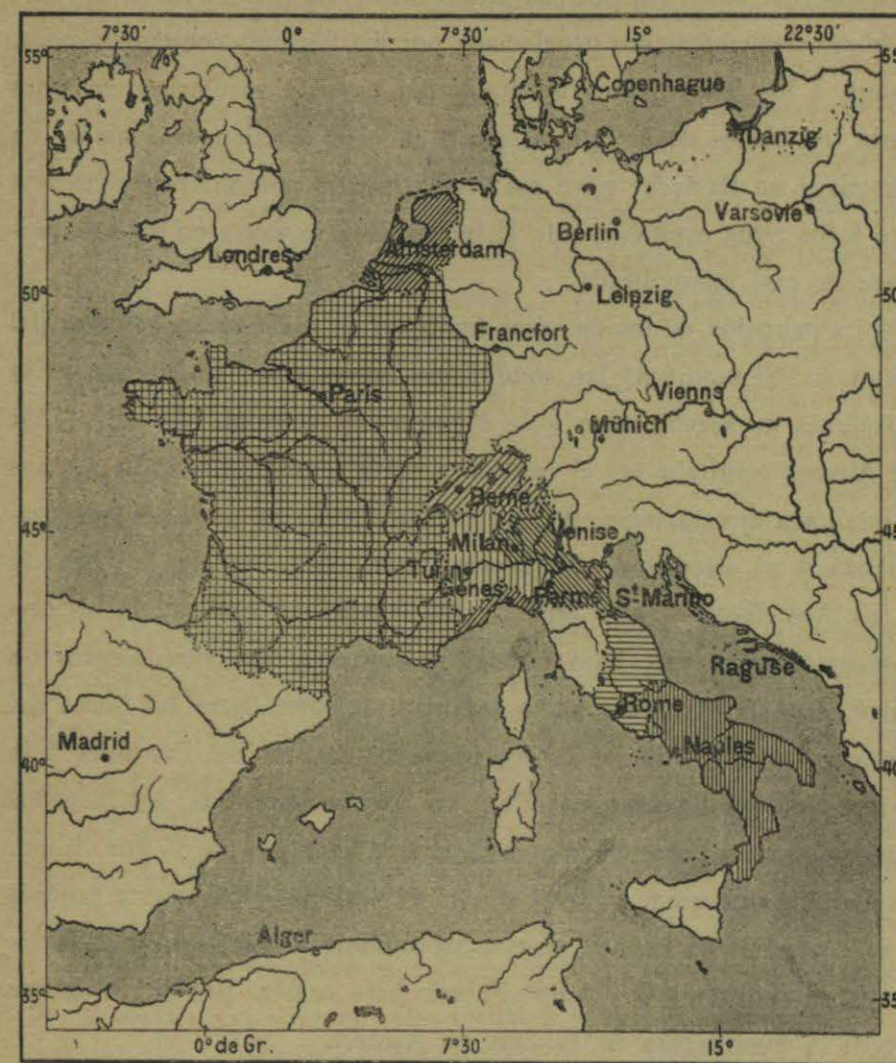 7°30' 0° 7°30' 15° 22°30'
55° 55
Copenhague
Danzig
Varsovie
Berlin
Amsterdam
Londres
50° 50
Leipzig
Francfort
Paris
Vienne
Münich
Berne
45° 45
Milan Venise
Turin
Gênes Parme St Marino
Raguse
Rome
Madrid Naples
40° 40
Alger
35° 35
0° de Gr. 7°30' 15°